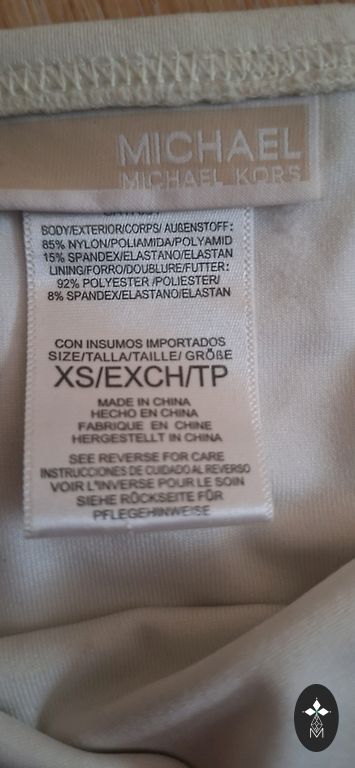 MICHAEL
MICHAEL KORS
BODY/EXTERIOR/CORPS/ AUßENSTOFF:
85% NYLON/POLIAMIDA/POLYAMID
15% SPANDEX/ELASTANO/ELASTAN
LINING/FORRO/DOUBLURE/FUTTER:
92% POLYESTER /POLIESTER/
8% SPANDEX/ELASTANO/ELASTAN
CON INSUMOS IMPORTADOS
SIZE/TALLA/TAILLE/ GRÖßE
XS/EXCH/TP
MADE IN CHINA
HECHO EN CHINA
FABRIQUE EN CHINE
HERGESTELLT IN CHINA
SEE REVERSE FOR CARE
INSTRUCCIONES DE CUIDADO AL REVERSO
VOIR L'INVERSE POUR LE SOIN
SIEHE RÜCKSEITE FÜR
PFLEGEHINWEISE
M